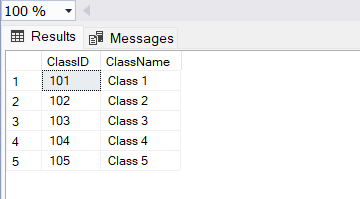 100 %
Results Messages
ClassID ClassName
1 101 Class 1
2 102 Class 2
3 103 Class 3
4 104 Class 4
5 105 Class 5